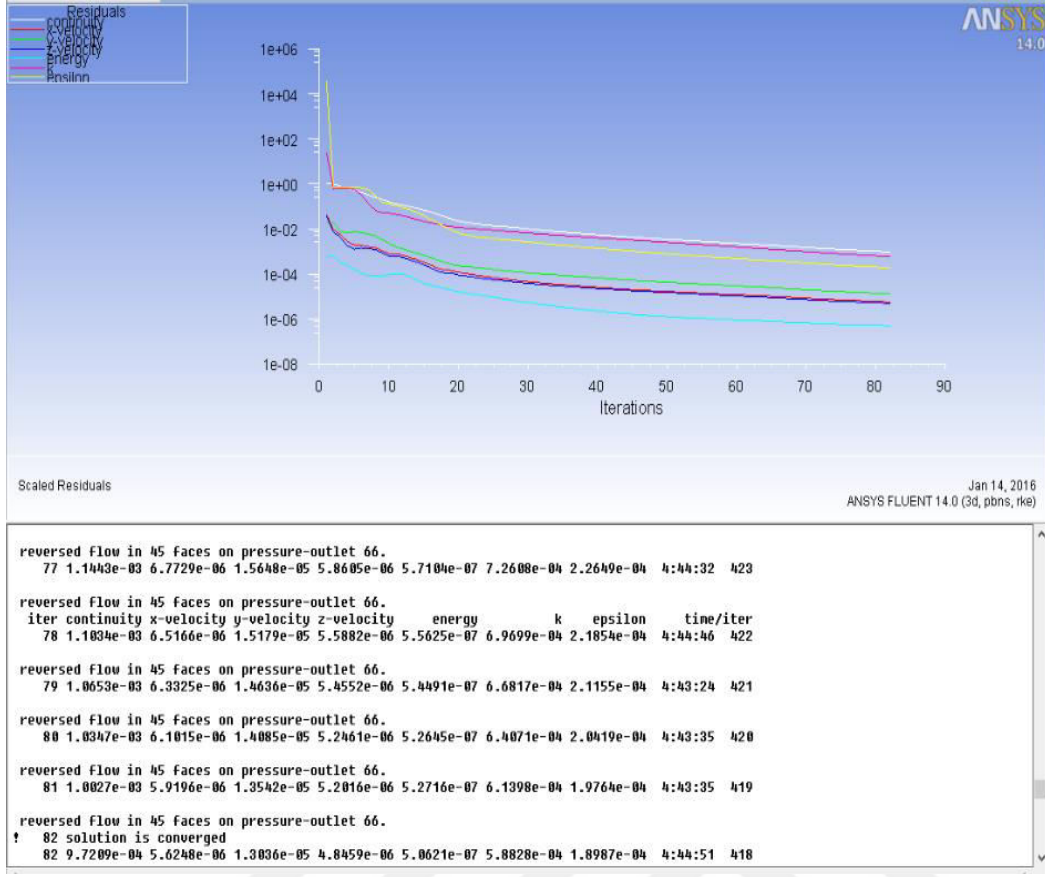 Residuals
continuity
x-velocity
y-velocity
z-velocity
energy
k
epsilon
ANSYS
14.0
1e+06
1e+04
1e+02
1e+00
1e-02
1e-04
1e-06
1e-08
0 10 20 30 40 50 60 70 80 90
Iterations
Scaled Residuals
Jan 14, 2016
ANSYS FLUENT 14.0 (3d, pbns, rke)
reversed flow in 45 faces on pressure-outlet 66.
77 1.1443e-03 6.7729e-06 1.5648e-05 5.8605e-06 5.7104e-07 7.2608e-04 2.2649e-04 4:44:32 423
reversed flow in 45 faces on pressure-outlet 66.
iter continuity x-velocity y-velocity z-velocity energy k epsilon time/iter
78 1.1034e-03 6.5166e-06 1.5179e-05 5.5882e-06 5.5625e-07 6.9699e-04 2.1854e-04 4:44:46 422
reversed flow in 45 faces on pressure-outlet 66.
79 1.0653e-03 6.3325e-06 1.4636e-05 5.4552e-06 5.4491e-07 6.6817e-04 2.1155e-04 4:43:24 421
reversed flow in 45 faces on pressure-outlet 66.
80 1.0347e-03 6.1015e-06 1.4085e-05 5.2461e-06 5.2645e-07 6.4071e-04 2.0419e-04 4:43:35 420
reversed flow in 45 faces on pressure-outlet 66.
81 1.0027e-03 5.9196e-06 1.3542e-05 5.2016e-06 5.2716e-07 6.1398e-04 1.9764e-04 4:43:35 419
reversed flow in 45 faces on pressure-outlet 66.
! 82 solution is converged
82 9.7209e-04 5.6248e-06 1.3036e-05 4.8459e-06 5.0621e-07 5.8828e-04 1.8987e-04 4:44:51 418